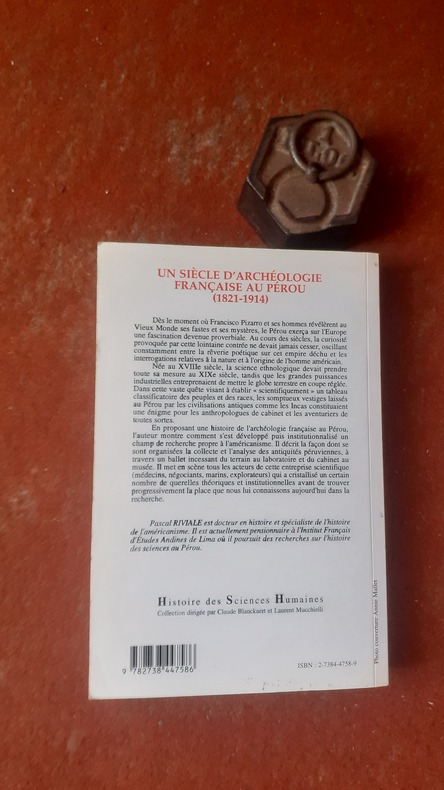 UN SIÈCLE D'ARCHÉOLOGIE
FRANÇAISE AU PÉROU
(1821-1914)
Dès le moment où Francisco Pizarro et ses hommes révélèrent au
Vieux Monde ses fastes et ses mystères, le Pérou exerça sur l'Europe
une fascination devenue proverbiale. Au cours des siècles, la curiosité
provoquée par cette lointaine contrée ne devait jamais cesser, oscillant
constamment entre la rêverie poétique sur cet empire déchu et les
interrogations relatives à la nature et à l'origine de l'homme américain.
Née au XVIIIe siècle, la science ethnologique devait prendre
toute sa mesure au XIXe siècle, tandis que les grandes puissances
industrielles entreprenaient de mettre le globe terrestre en coupe réglée.
Dans cette vaste quête visant à établir « scientifiquement » un tableau
classificatoire des peuples et des races, les somptueux vestiges laissés
au Pérou par les civilisations antiques comme les Incas constituaient
une énigme pour les anthropologues de cabinet et les aventuriers de
toutes sortes.
En proposant une histoire de l'archéologie française au Pérou,
l'auteur montre comment s'est développé puis institutionnalisé un
champ de recherche propre à l'américanisme. Il décrit la façon dont se
sont organisées la collecte et l'analyse des antiquités péruviennes, à
travers un ballet incessant du terrain au laboratoire et du cabinet au
musée. Il met en scène tous les acteurs de cette entreprise scientifique
(médecins, négociants, marins, explorateurs) qui a cristallisé un certain
nombre de querelles théoriques et institutionnelles avant de trouver
progressivement la place que nous lui connaissons aujourd'hui dans la
recherche.
Pascal RIVIALE est docteur en histoire et spécialiste de l'histoire
de l'américanisme. Il est actuellement pensionnaire à l'Institut Français
d'Études Andines de Lima où il poursuit des recherches sur l'histoire
des sciences au Pérou.
Histoire des Sciences Humaines
Collection dirigée par Claude Blanckaert et Laurent Mucchielli
Photo couverture Annie Mallet
ISBN : 2-7384-4758-9
9 782738 447586